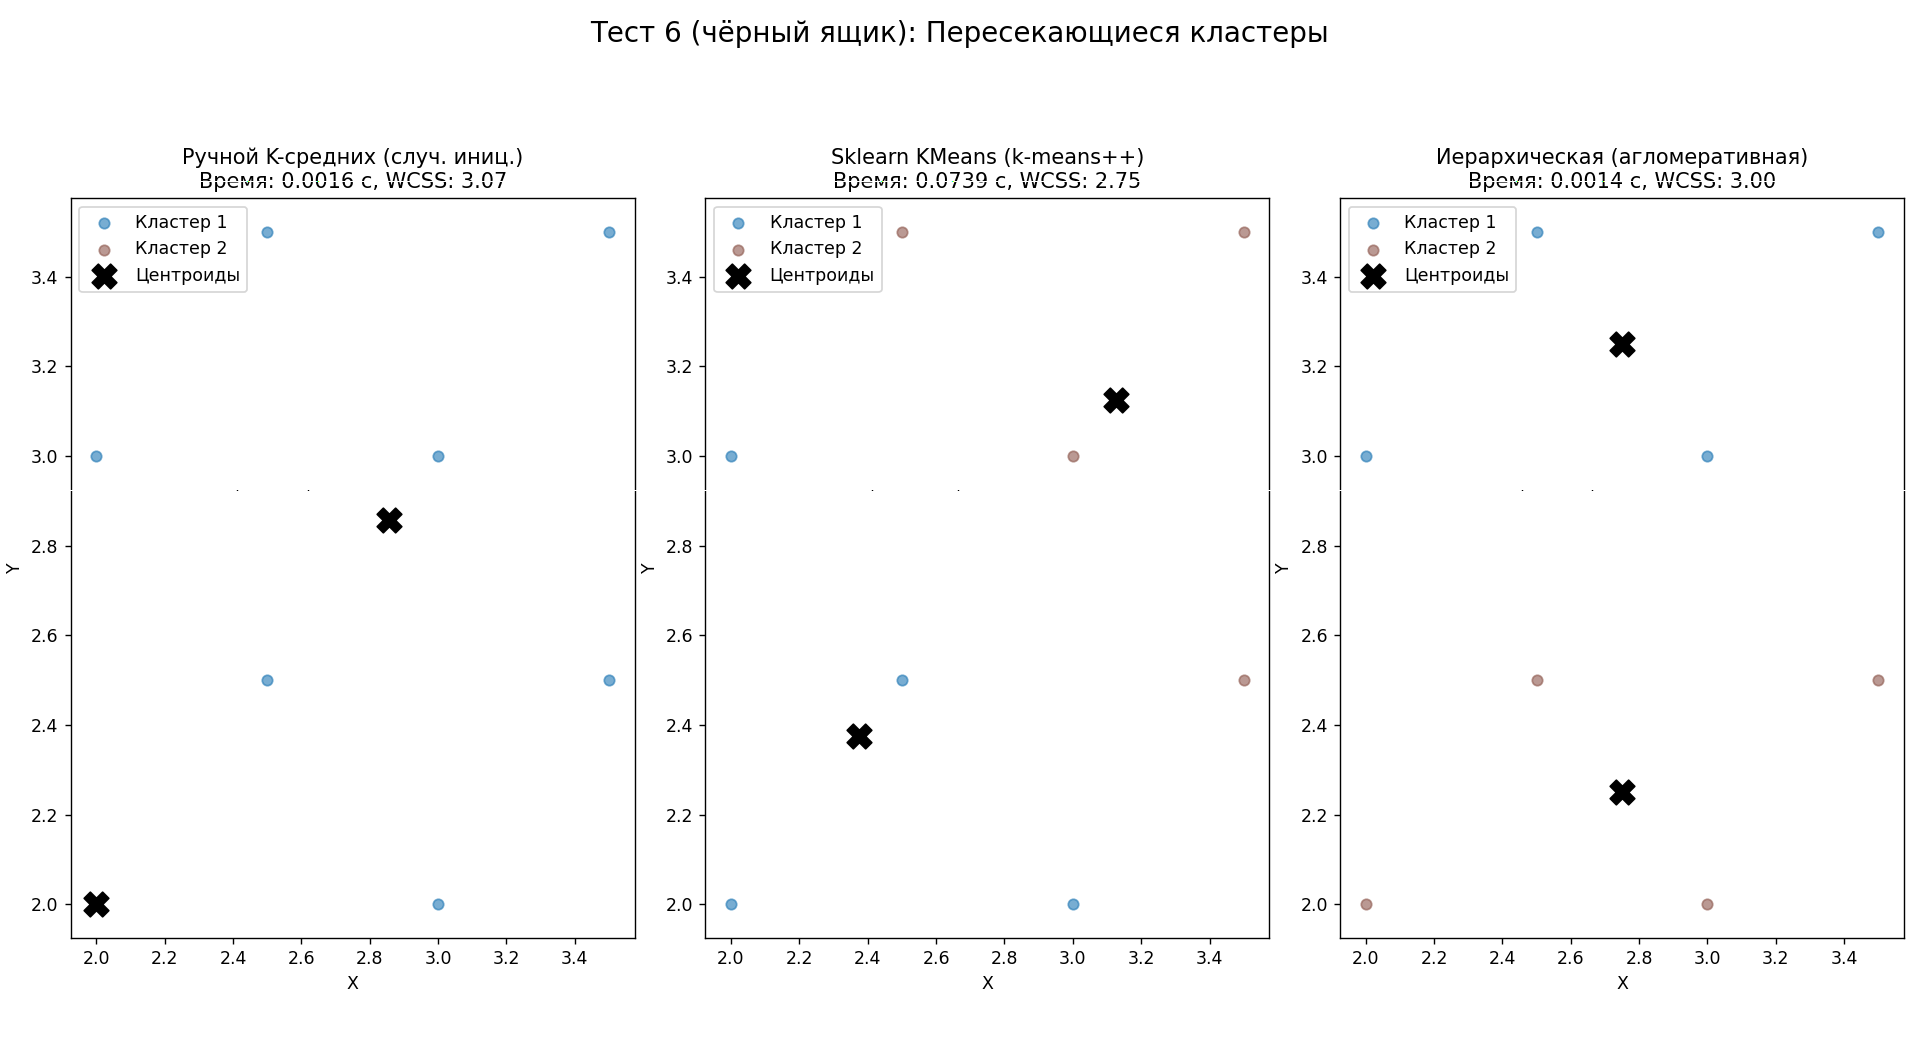 Тест 6 (чёрный ящик): Пересекающиеся кластеры
Ручной K-средних (случ. иниц.)
Время: 0.0016 с, WCSS: 3.07
Кластер 1
Кластер 2
Центроиды
3.4
3.2
3.0
2.8
2.6
2.4
2.2
2.0
Y
2.0 2.2 2.4 2.6 2.8 3.0 3.2 3.4
X
Sklearn KMeans (k-means++)
Время: 0.0739 с, WCSS: 2.75
Кластер 1
Кластер 2
Центроиды
3.4
3.2
3.0
2.8
2.6
2.4
2.2
2.0
Y
2.0 2.2 2.4 2.6 2.8 3.0 3.2 3.4
X
Иерархическая (агломеративная)
Время: 0.0014 с, WCSS: 3.00
Кластер 1
Кластер 2
Центроиды
3.4
3.2
3.0
2.8
2.6
2.4
2.2
2.0
Y
2.0 2.2 2.4 2.6 2.8 3.0 3.2 3.4
X